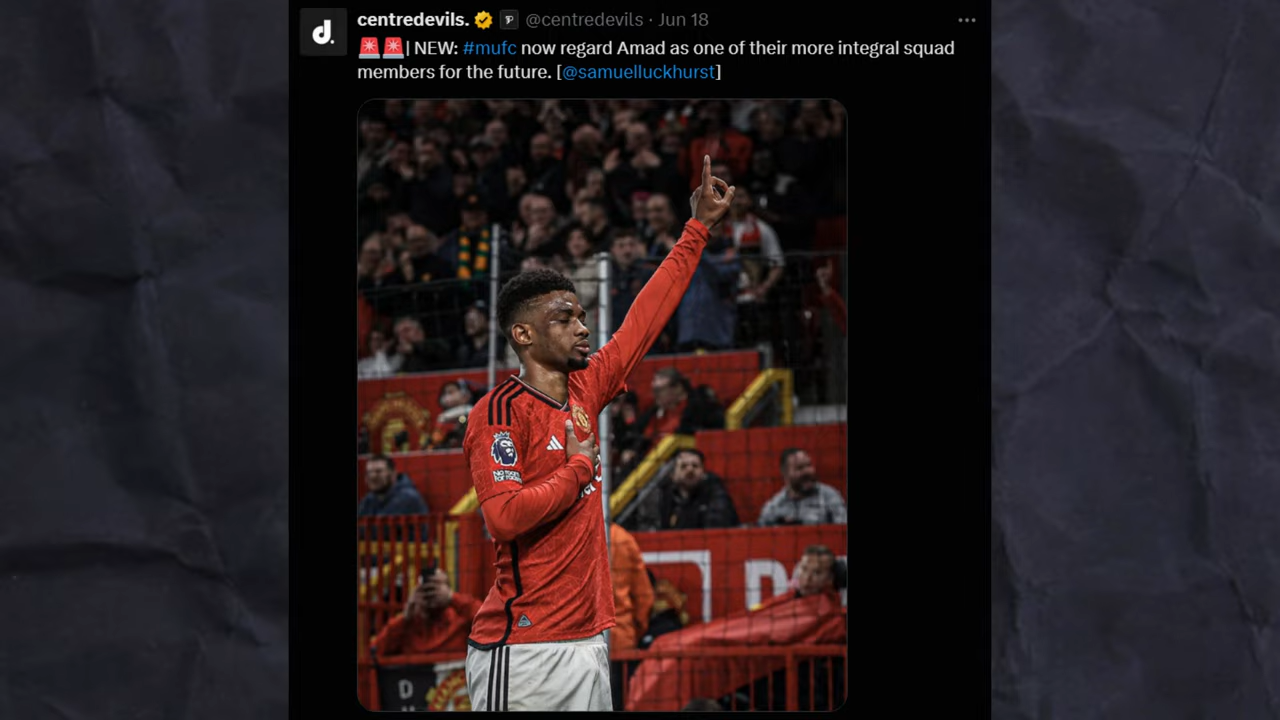 d.
centredevils. @centredevils · Jun 18
🚨🚨| NEW: #mufc now regard Amad as one of their more integral squad
members for the future. [@samuelluckhurst]
D